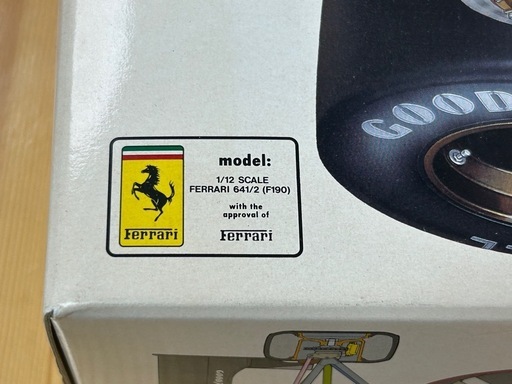 GOOD
model:
1/12 SCALE
FERRARI 641/2 (F190)
with the
approval of
Ferrari
Ferrari